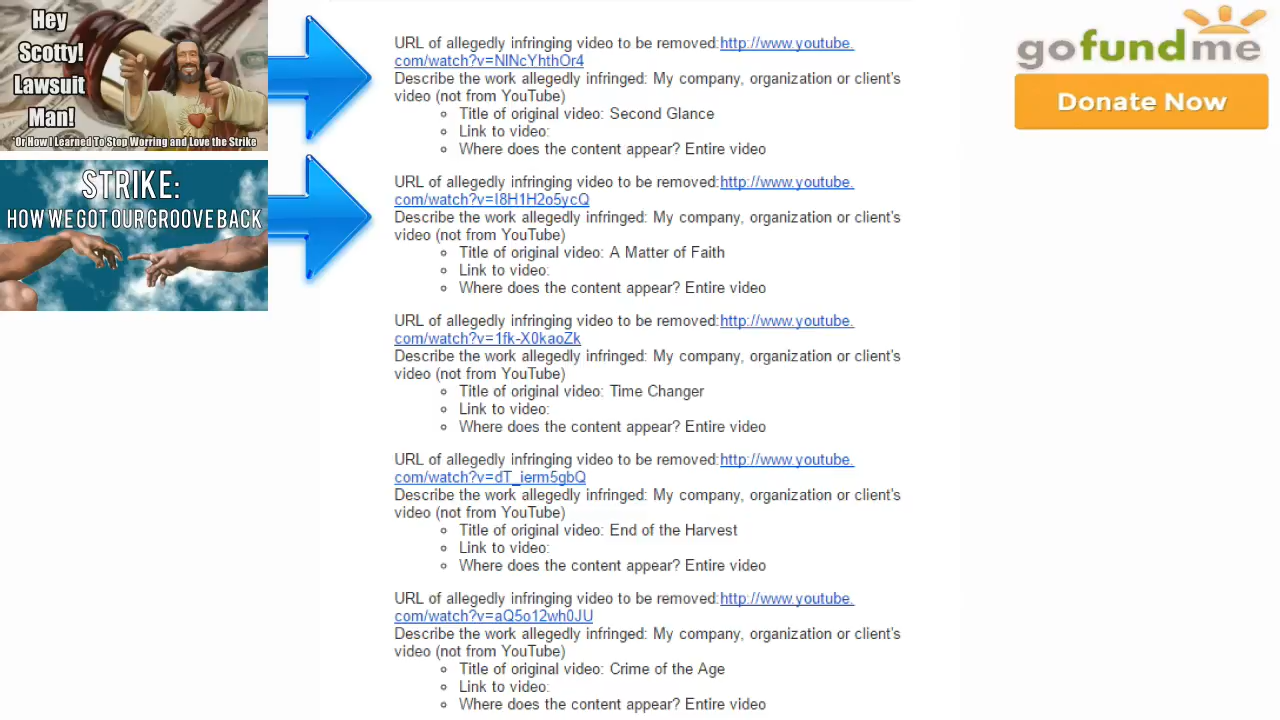 Hey
Scotty!
Lawsuit
Man!
*Or How I Learned To Stop Worring and Love the Strike
STRIKE:
HOW WE GOT OUR GROOVE BACK
URL of allegedly infringing video to be removed:http://www.youtube.
com/watch?v=NlNcYhthOr4
Describe the work allegedly infringed: My company, organization or client's
video (not from YouTube)
Title of original video: Second Glance
Link to video:
Where does the content appear? Entire video
URL of allegedly infringing video to be removed:http://www.youtube.
com/watch?v=I8H1H2o5ycQ
Describe the work allegedly infringed: My company, organization or client's
video (not from YouTube)
Title of original video: A Matter of Faith
Link to video:
Where does the content appear? Entire video
URL of allegedly infringing video to be removed:http://www.youtube.
com/watch?v=1fk-X0kaoZk
Describe the work allegedly infringed: My company, organization or client's
video (not from YouTube)
Title of original video: Time Changer
Link to video:
Where does the content appear? Entire video
URL of allegedly infringing video to be removed:http://www.youtube.
com/watch?v=dT_ierm5gbQ
Describe the work allegedly infringed: My company, organization or client's
video (not from YouTube)
Title of original video: End of the Harvest
Link to video:
Where does the content appear? Entire video
URL of allegedly infringing video to be removed:http://www.youtube.
com/watch?v=aQ5o12wh0JU
Describe the work allegedly infringed: My company, organization or client's
video (not from YouTube)
Title of original video: Crime of the Age
Link to video:
Where does the content appear? Entire video
gofundme
Donate Now